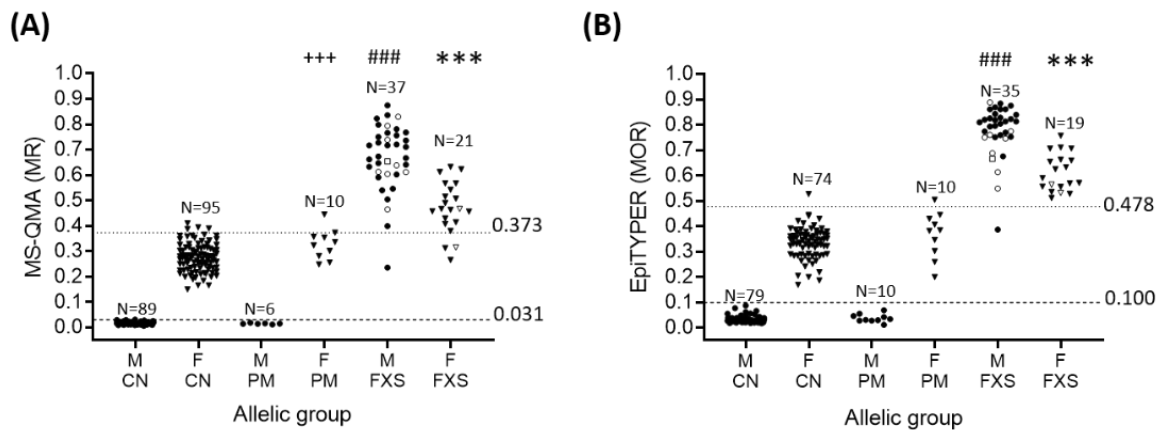 (A)
+++ ### ***
MS-QMA (MR)
1.0
0.9
0.8
0.7
0.6
0.5
0.4
0.3
0.2
0.1
0.0
N=89
N=95
N=6
N=10
N=37
N=21
0.373
0.031
M F M F M F
CN CN PM PM FXS FXS
Allelic group
(B)
### ***
EpiTYPER (MOR)
1.0
0.9
0.8
0.7
0.6
0.5
0.4
0.3
0.2
0.1
0.0
N=79
N=74
N=10
N=10
N=35
N=19
0.478
0.100
M F M F M F
CN CN PM PM FXS FXS
Allelic group